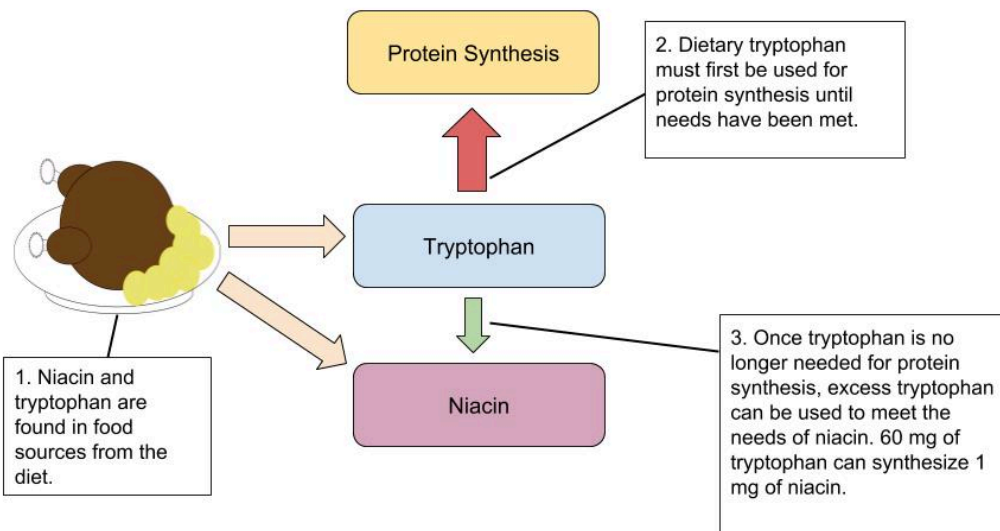 Protein Synthesis
2. Dietary tryptophan
must first be used for
protein synthesis until
needs have been met.
Tryptophan
1. Niacin and
tryptophan are
found in food
sources from the
diet.
Niacin
3. Once tryptophan is no
longer needed for protein
synthesis, excess tryptophan
can be used to meet the
needs of niacin. 60 mg of
tryptophan can synthesize 1
mg of niacin.